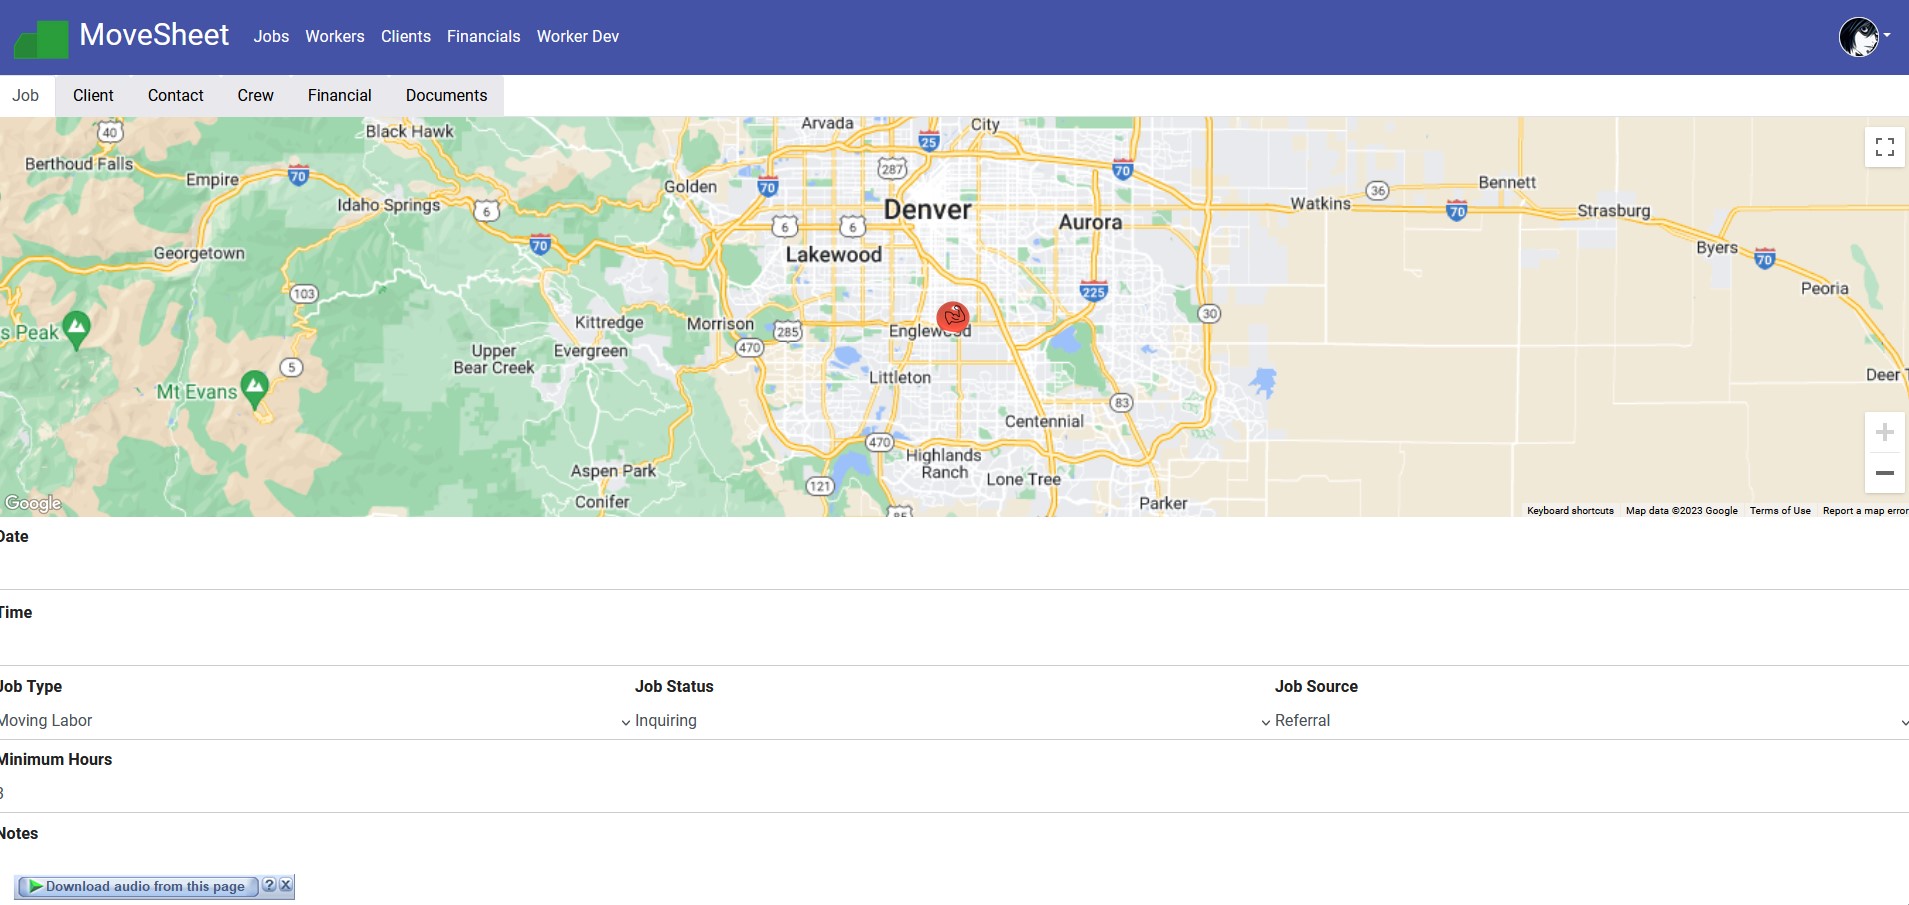 MoveSheet Jobs Workers Clients Financials Worker Dev
Job Client Contact Crew Financial Documents
40
Black Hawk
Arvada
City
25
Berthoud Falls
Empire
70
Golden
70
287
70
Idaho Springs
6
Denver
Aurora
Watkins
36
Bennett
70
Strasburg
Georgetown
70
6
6
Lakewood
Byers
70
103
225
30
Peoria
s Peak
Kittredge
Morrison
285
Englewood
Upper
Bear Creek
Evergreen
470
5
Mt Evans
Littleton
Deer T
83
Centennial
470
Highlands
Ranch
Aspen Park
Lone Tree
121
Conifer
85
Parker
Google
Keyboard shortcuts Map data ©2023 Google Terms of Use Report a map error
Date
Time
Job Type Job Status Job Source
Moving Labor Inquiring Referral
Minimum Hours
3
Notes
Download audio from this page ? X